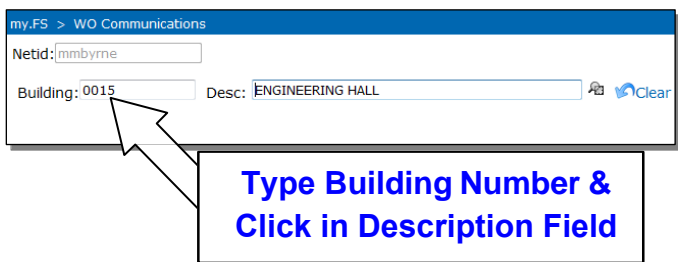 my.FS > WO Communications
Netid: mmbyrne
Building: 0015 Desc: ENGINEERING HALL Clear
Type Building Number &
Click in Description Field